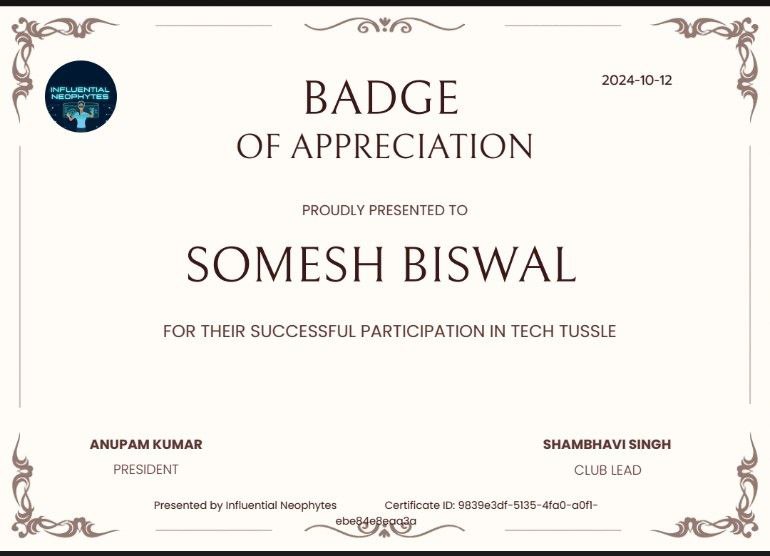 INFLUENTIAL
NEOPHYTES
2024-10-12
BADGE
OF APPRECIATION
PROUDLY PRESENTED TO
SOMESH BISWAL
FOR THEIR SUCCESSFUL PARTICIPATION IN TECH TUSSLE
ANUPAM KUMAR
PRESIDENT
SHAMBHAVI SINGH
CLUB LEAD
Presented by Influential Neophytes Certificate ID: 9839e3df-5135-4fa0-a0f1-
ebe84e8eaa3a